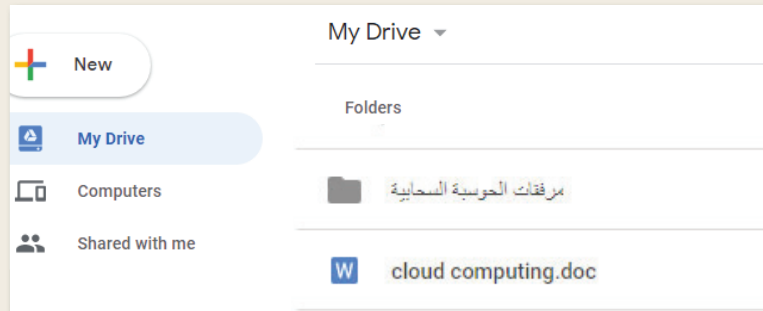 New
My Drive
Computers
Shared with me
My Drive
Folders
مرفقات الحوسبة السحابية
W
cloud computing.doc